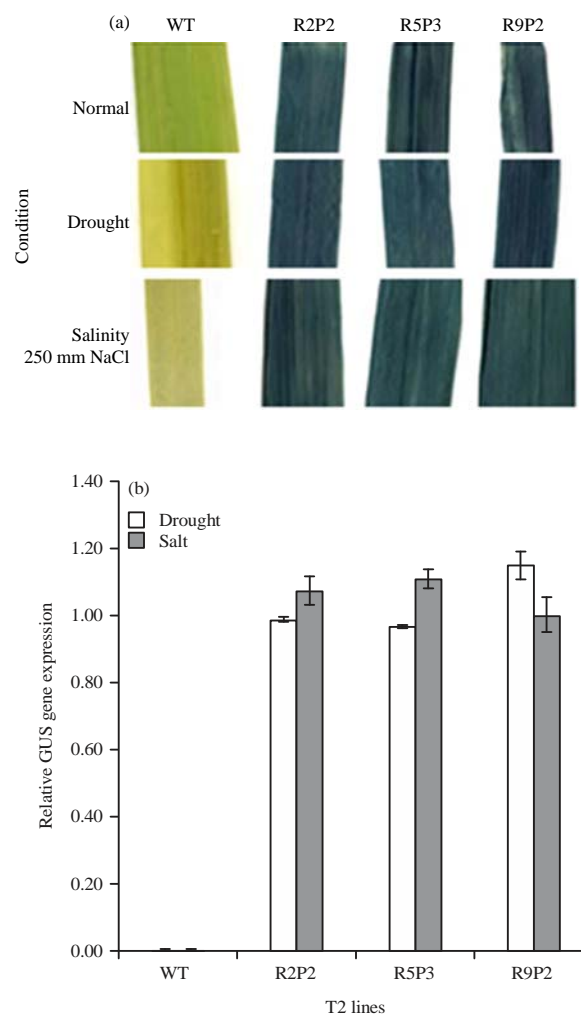 (a) WT R2P2 R5P3 R9P2
Normal
Condition
Drought
Salinity
250 mm NaCl
(b)
Drought
Salt
Relative GUS gene expression
1.40
1.20
1.00
0.80
0.60
0.40
0.20
0.00
WT R2P2 R5P3 R9P2
T2 lines